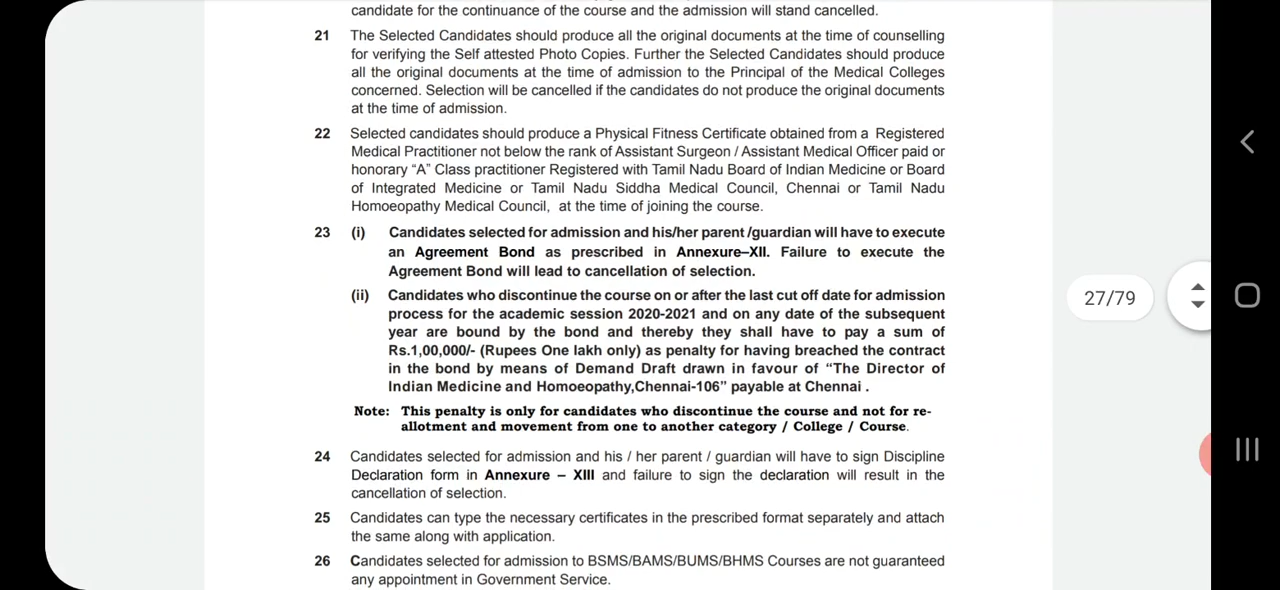 candidate for the continuance of the course and the admission will stand cancelled.
21 The Selected Candidates should produce all the original documents at the time of counselling
for verifying the Self attested Photo Copies. Further the Selected Candidates should produce
all the original documents at the time of admission to the Principal of the Medical Colleges
concerned. Selection will be cancelled if the candidates do not produce the original documents
at the time of admission.
22 Selected candidates should produce a Physical Fitness Certificate obtained from a Registered
Medical Practitioner not below the rank of Assistant Surgeon / Assistant Medical Officer paid or
honorary “A” Class practitioner Registered with Tamil Nadu Board of Indian Medicine or Board
of Integrated Medicine or Tamil Nadu Siddha Medical Council, Chennai or Tamil Nadu
Homoeopathy Medical Council, at the time of joining the course.
23 (i) Candidates selected for admission and his/her parent /guardian will have to execute
an Agreement Bond as prescribed in Annexure–XII. Failure to execute the
Agreement Bond will lead to cancellation of selection.
(ii) Candidates who discontinue the course on or after the last cut off date for admission
process for the academic session 2020-2021 and on any date of the subsequent
year are bound by the bond and thereby they shall have to pay a sum of
Rs.1,00,000/- (Rupees One lakh only) as penalty for having breached the contract
in the bond by means of Demand Draft drawn in favour of “The Director of
Indian Medicine and Homoeopathy,Chennai-106” payable at Chennai .
Note: This penalty is only for candidates who discontinue the course and not for re-
allotment and movement from one to another category / College / Course.
24 Candidates selected for admission and his / her parent / guardian will have to sign Discipline
Declaration form in Annexure – XIII and failure to sign the declaration will result in the
cancellation of selection.
25 Candidates can type the necessary certificates in the prescribed format separately and attach
the same along with application.
26 Candidates selected for admission to BSMS/BAMS/BUMS/BHMS Courses are not guaranteed
any appointment in Government Service.
27/79